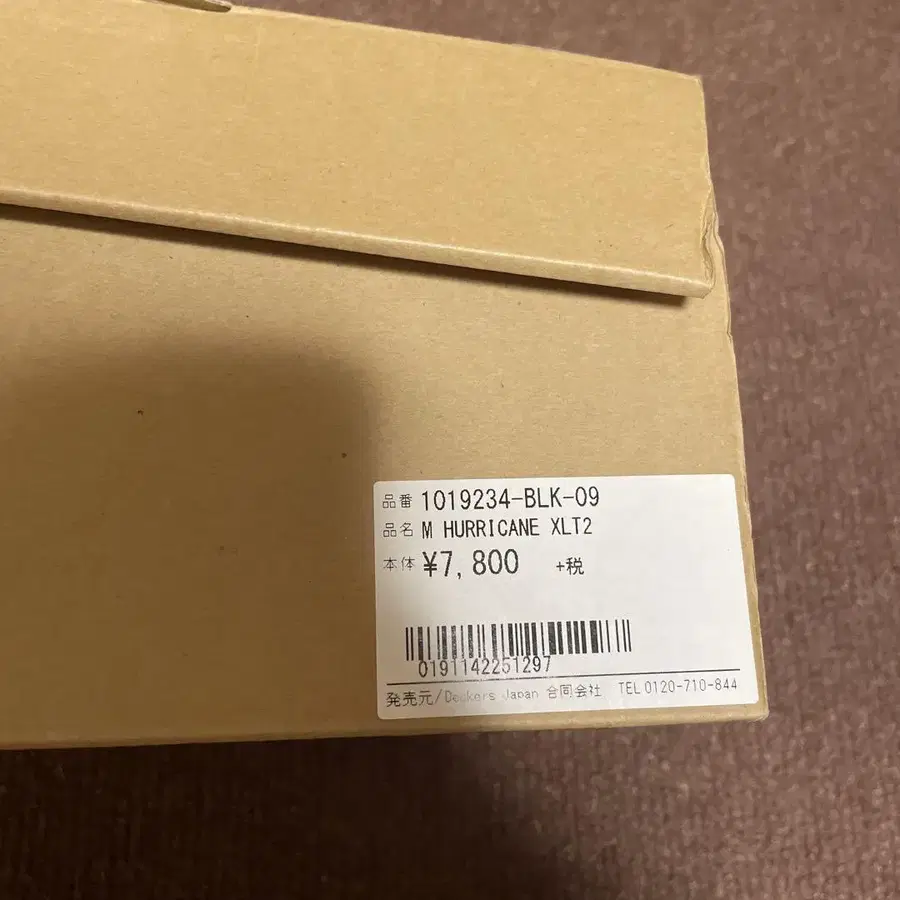 品番 1019234-BLK-09
品名 M HURRICANE XLT2
本体 ¥7,800 +税
0191142251297
発売元/Deckers Japan 合同会社 TEL 0120-710-844